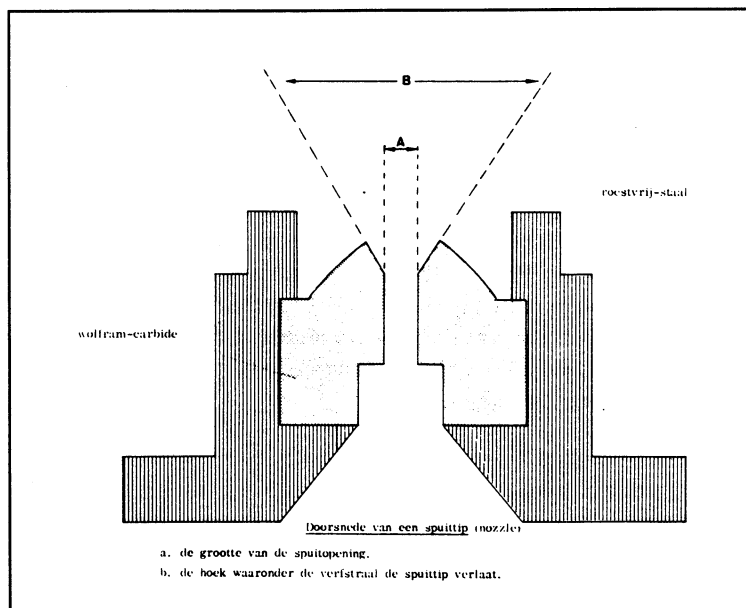 B
A
roestvrij-staal
wolfram-carbide
Doorsnede van een spuittip (nozzle)
a. de grootte van de spuitopening.
b. de hoek waaronder de verfstraal de spuittip verlaat.